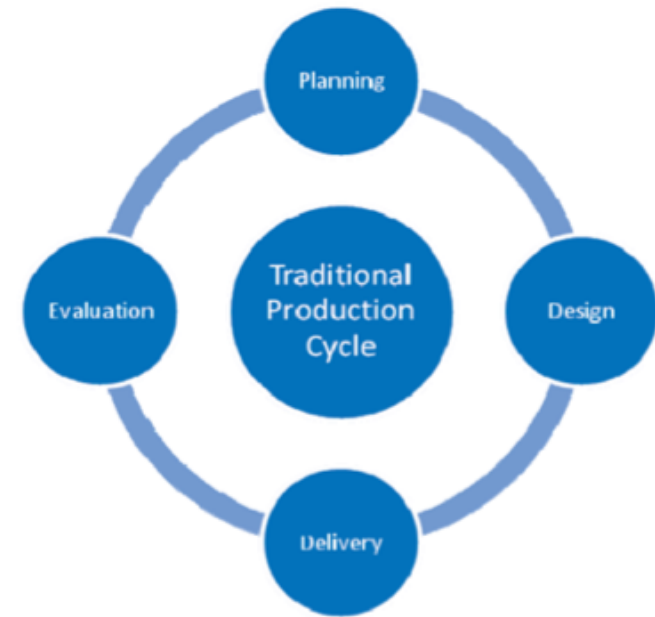 Planning
Evaluation
Traditional
Production
Cycle
Design
Delivery